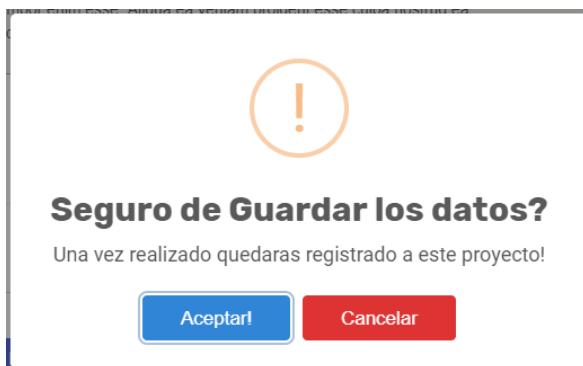 Seguro de Guardar los datos?
Una vez realizado quedaras registrado a este proyecto!
Aceptar!
Cancelar